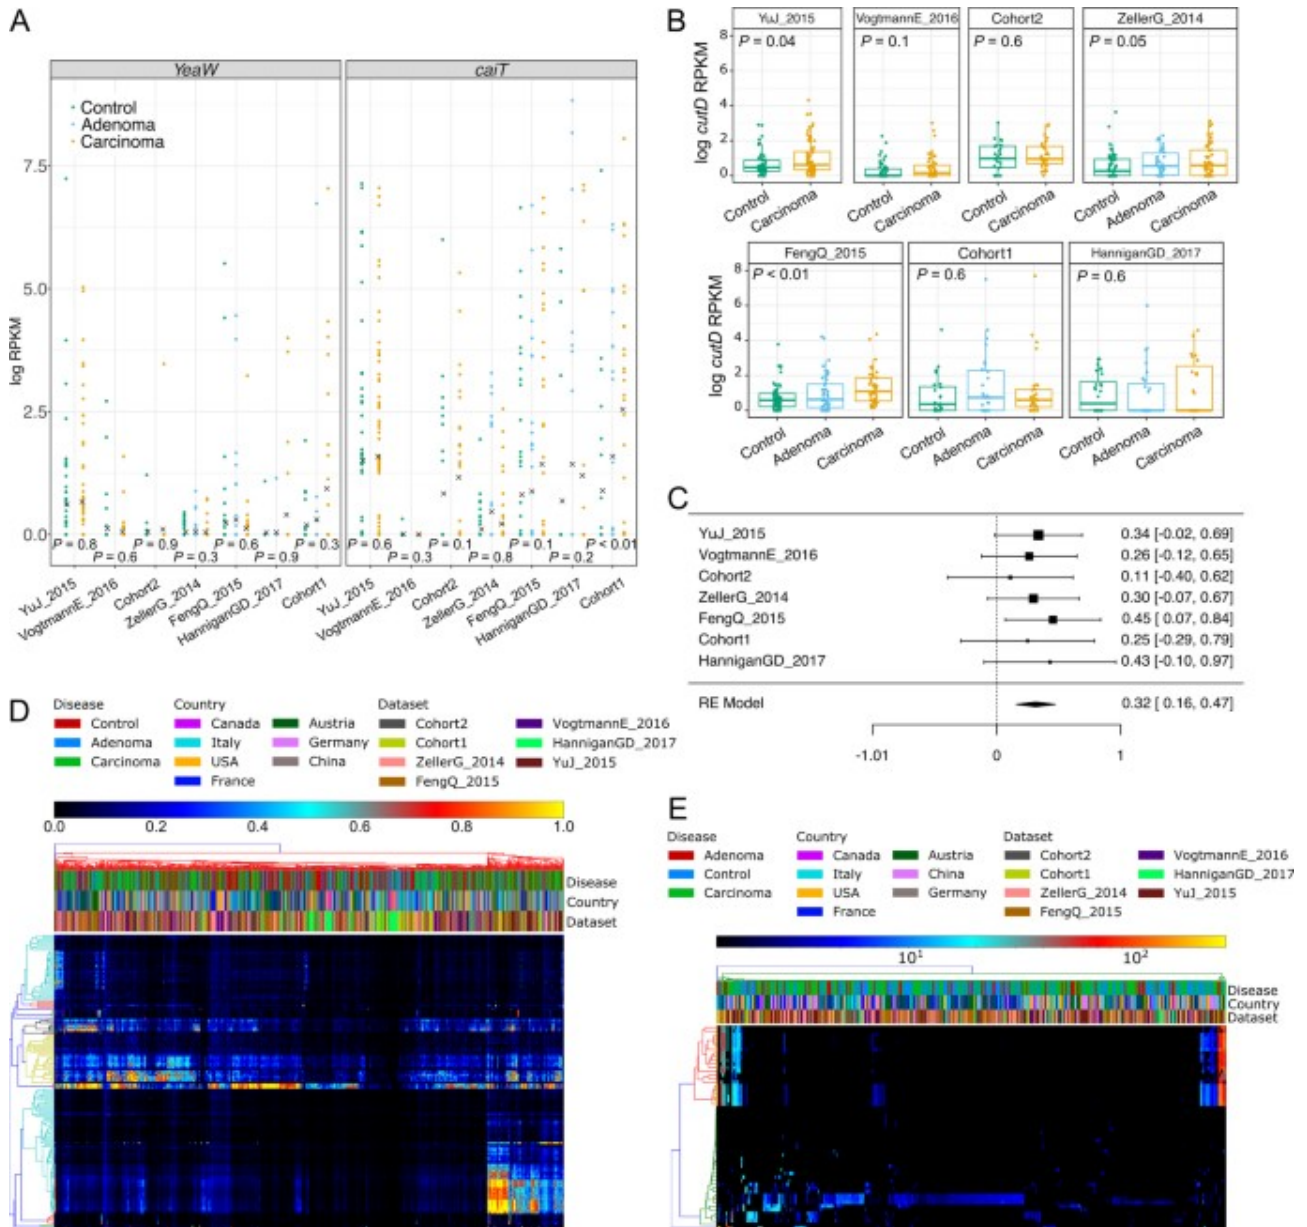 A
YeaW
caiT
Control
Adenoma
Carcinoma
log RPKM
7.5
5.0
2.5
0.0
P = 0.8
P = 0.9
P = 0.6
P = 0.3
P = 0.6
P = 0.3
P = 0.9
P = 0.6
P = 0.1
P = 0.1
P < 0.01
P = 0.3
P = 0.8
P = 0.2
YuJ_2015
VogtmannE_2016
Cohort2
ZellerG_2014
FengQ_2015
HanniganGD_2017
Cohort1
YuJ_2015
VogtmannE_2016
Cohort2
ZellerG_2014
FengQ_2015
HanniganGD_2017
Cohort1
B
YuJ_2015
VogtmannE_2016
Cohort2
ZellerG_2014
P = 0.04
P = 0.1
P = 0.6
P = 0.05
log cutD RPKM
8
4
2
0
Control
Carcinoma
Control
Carcinoma
Control
Carcinoma
Control
Adenoma
Carcinoma
FengQ_2015
Cohort1
HanniganGD_2017
P < 0.01
P = 0.6
P = 0.6
log cutD RPKM
8
4
2
0
Control
Adenoma
Carcinoma
Control
Adenoma
Carcinoma
Control
Adenoma
Carcinoma
C
YuJ_2015 0.34 [-0.02, 0.69]
VogtmannE_2016 0.26 [-0.12, 0.65]
Cohort2 0.11 [-0.40, 0.62]
ZellerG_2014 0.30 [-0.07, 0.67]
FengQ_2015 0.45 [ 0.07, 0.84]
Cohort1 0.25 [-0.29, 0.79]
HanniganGD_2017 0.43 [-0.10, 0.97]
RE Model 0.32 [ 0.16, 0.47]
-1.01 0 1
D
Disease Country Dataset
Control Canada Austria Cohort2 VogtmannE_2016
Adenoma Italy Germany Cohort1 HanniganGD_2017
Carcinoma USA China ZellerG_2014 YuJ_2015
France FengQ_2015
0.0 0.2 0.4 0.6 0.8 1.0
Disease
Country
Dataset
E
Disease Country Dataset
Adenoma Canada Austria Cohort2 VogtmannE_2016
Control Italy China Cohort1 HanniganGD_2017
Carcinoma USA Germany ZellerG_2014 YuJ_2015
France FengQ_2015
10¹ 10²
Disease
Country
Dataset